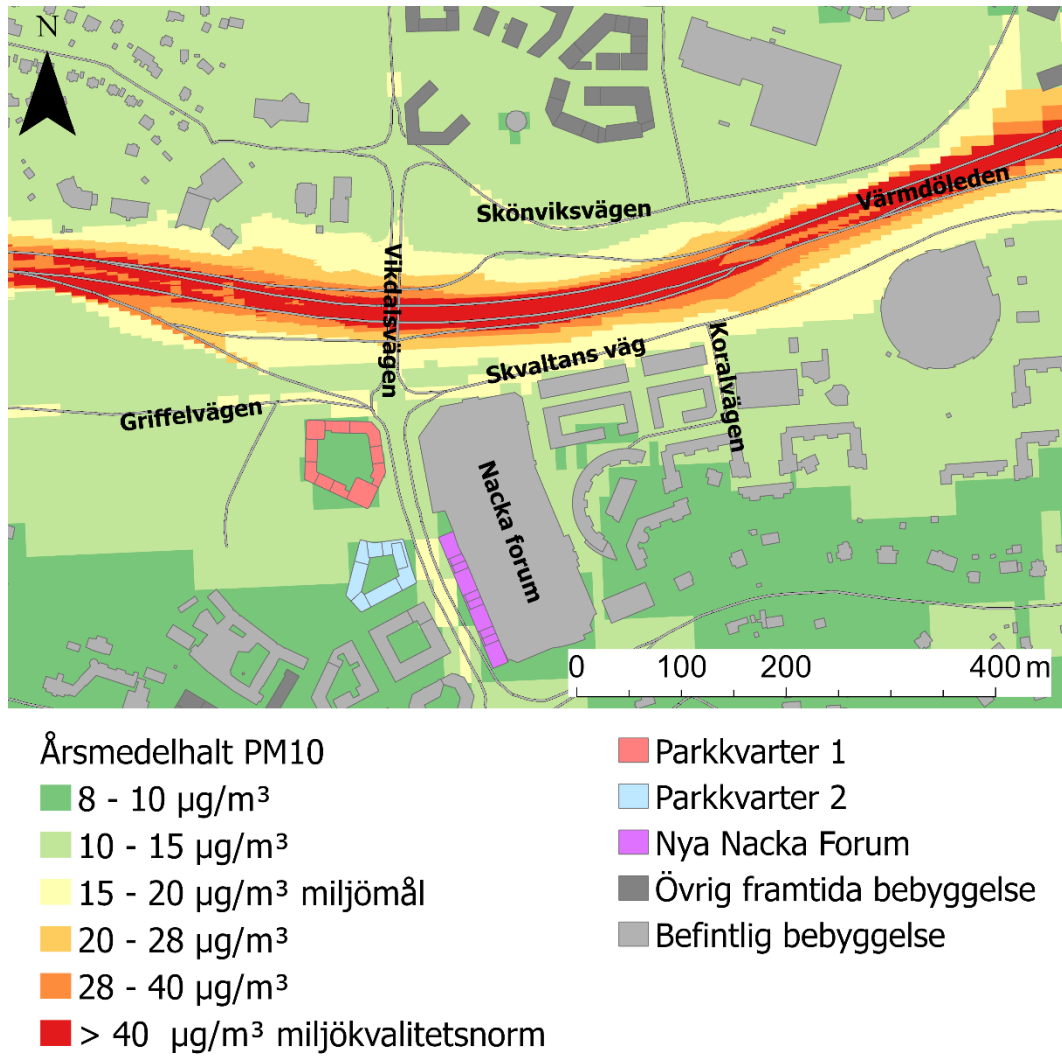 N
Värmdöleden
Skönviksvägen
Vikdalsvägen
Koralvägen
Skvaltans väg
Griffelvägen
Nacka forum
0 100 200 400 m
Årsmedelhalt PM10
8 - 10 µg/m³
10 - 15 µg/m³
15 - 20 µg/m³ miljömål
20 - 28 µg/m³
28 - 40 µg/m³
> 40 µg/m³ miljökvalitetsnorm
Parkkvarter 1
Parkkvarter 2
Nya Nacka Forum
Övrig framtida bebyggelse
Befintlig bebyggelse